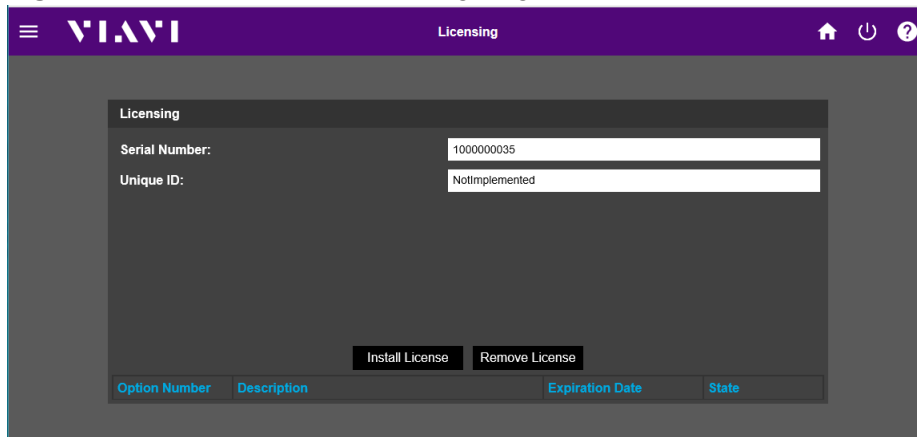 VIAVI Licensing ?
Licensing
Serial Number: 1000000035
Unique ID: NotImplemented
Install License Remove License
Option Number Description Expiration Date State